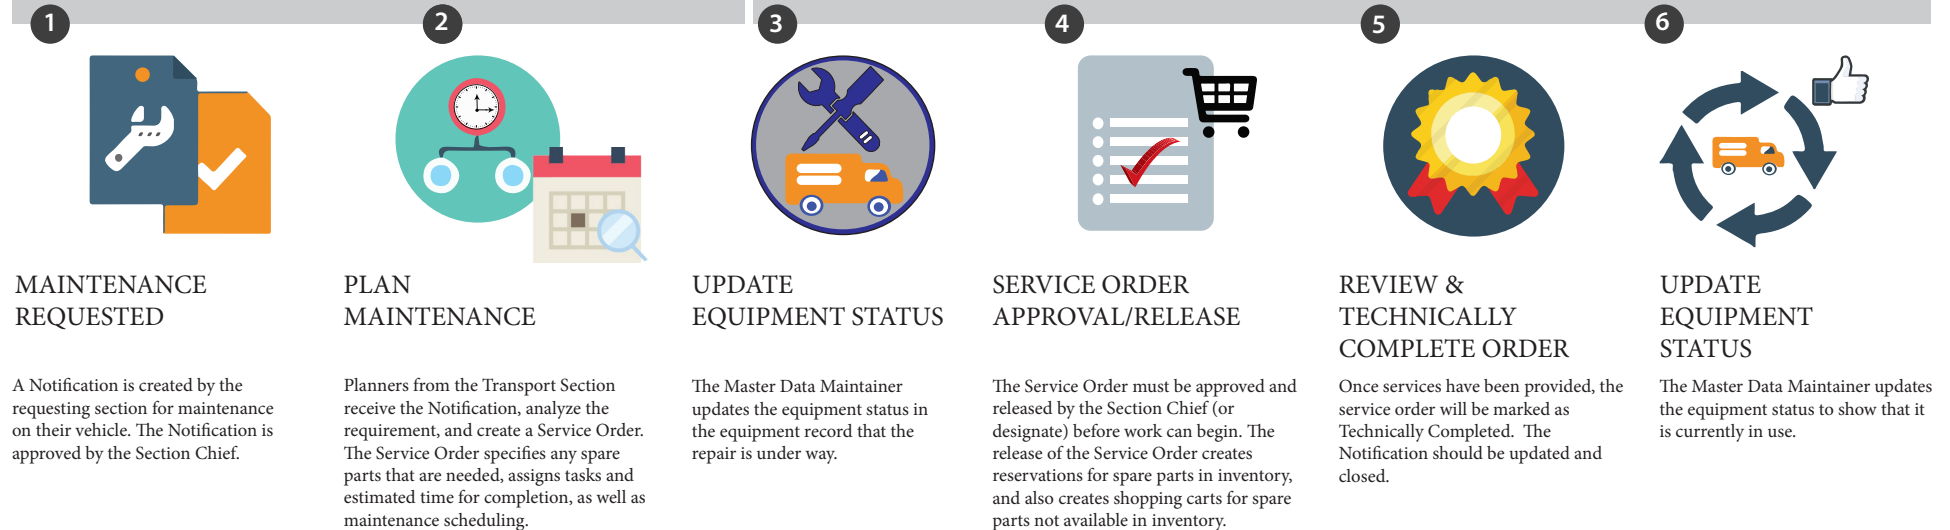 1
MAINTENANCE
REQUESTED
A Notification is created by the
requesting section for maintenance
on their vehicle. The Notification is
approved by the Section Chief.
2
PLAN
MAINTENANCE
Planners from the Transport Section
receive the Notification, analyze the
requirement, and create a Service Order.
The Service Order specifies any spare
parts that are needed, assigns tasks and
estimated time for completion, as well as
maintenance scheduling.
3
UPDATE
EQUIPMENT STATUS
The Master Data Maintainer
updates the equipment status in
the equipment record that the
repair is under way.
4
SERVICE ORDER
APPROVAL/RELEASE
The Service Order must be approved and
released by the Section Chief (or
designate) before work can begin. The
release of the Service Order creates
reservations for spare parts in inventory,
and also creates shopping carts for spare
parts not available in inventory.
5
REVIEW &
TECHNICALLY
COMPLETE ORDER
Once services have been provided, the
service order will be marked as
Technically Completed. The
Notification should be updated and
closed.
6
UPDATE
EQUIPMENT
STATUS
The Master Data Maintainer updates
the equipment status to show that it
is currently in use.